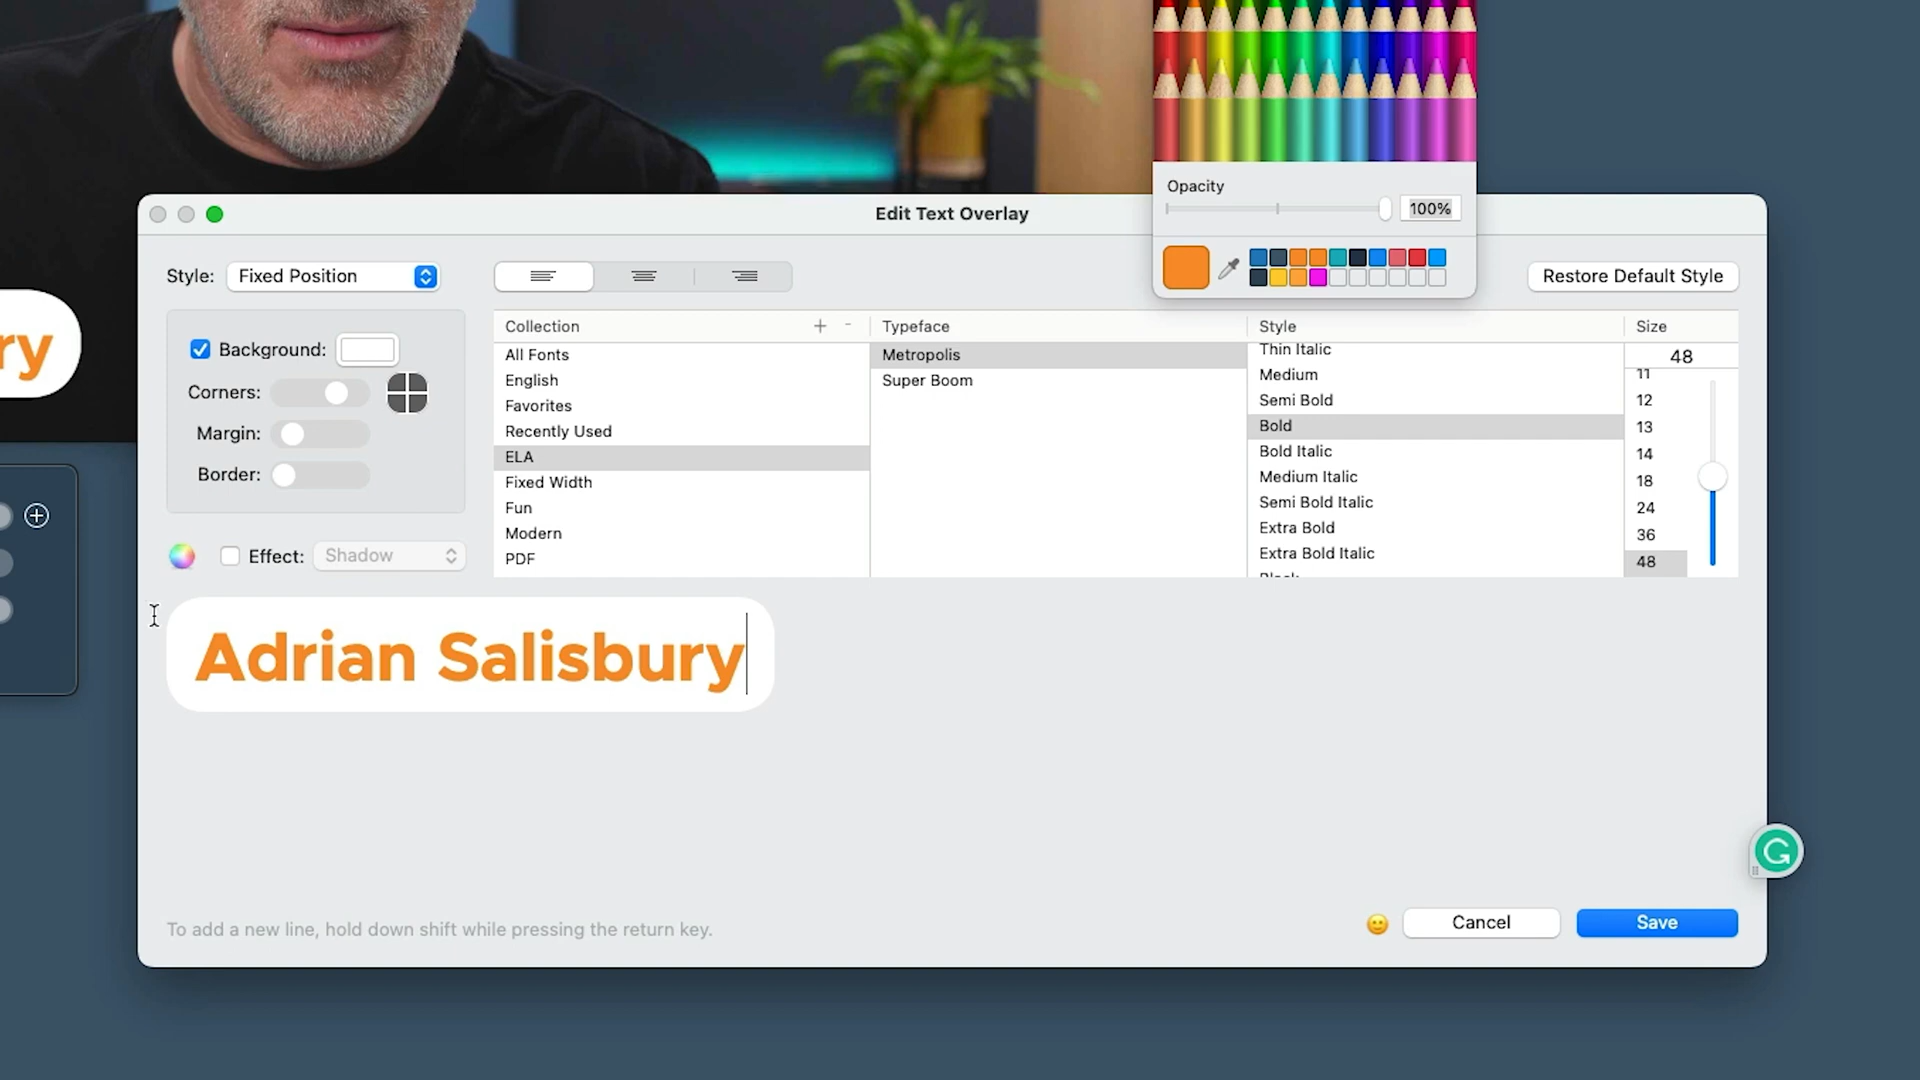 Opacity
100%
Edit Text Overlay
Style: Fixed Position
Restore Default Style
ry
Background:
Corners:
Margin:
Border:
Effect: Shadow
Collection + -
All Fonts
English
Favorites
Recently Used
ELA
Fixed Width
Fun
Modern
PDF
Typeface
Metropolis
Super Boom
Style
Thin Italic
Medium
Semi Bold
Bold
Bold Italic
Medium Italic
Semi Bold Italic
Extra Bold
Extra Bold Italic
Size
48
11
12
13
14
18
24
36
48
Adrian Salisbury
To add a new line, hold down shift while pressing the return key.
Cancel
Save